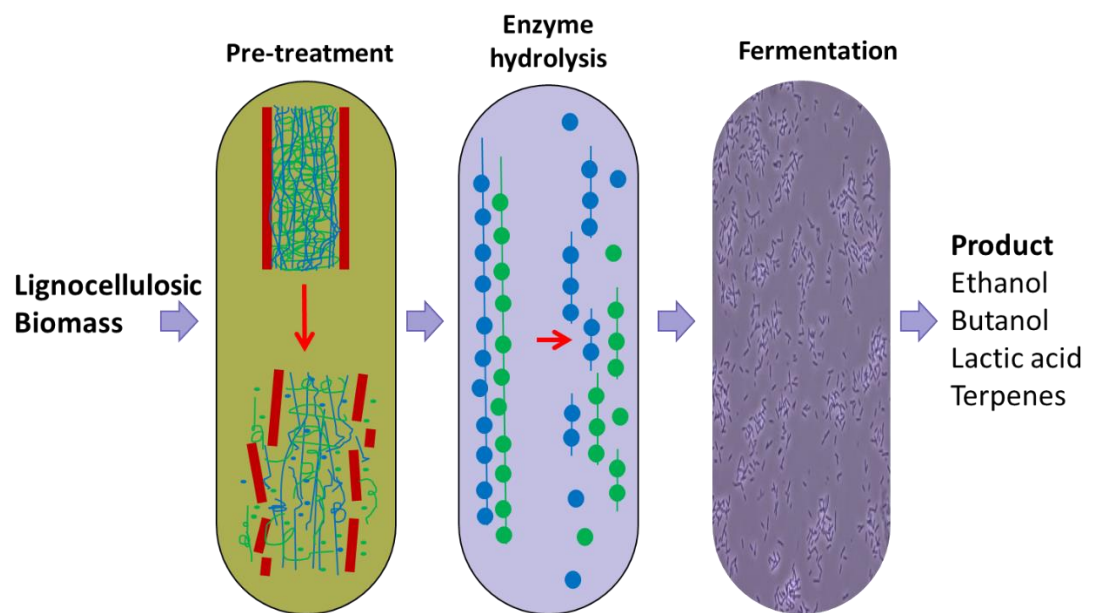 Pre-treatment
Enzyme
hydrolysis
Fermentation
Lignocellulosic
Biomass
Product
Ethanol
Butanol
Lactic acid
Terpenes